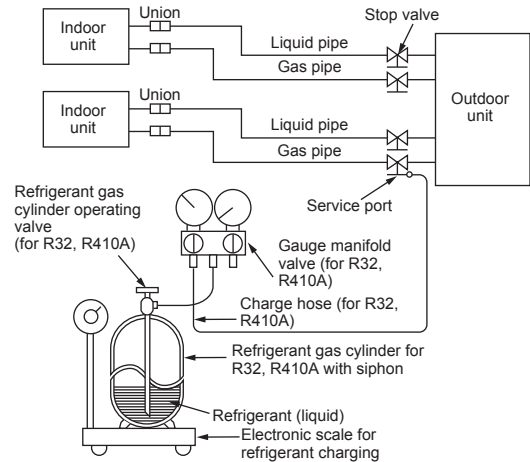 Union
Stop valve
Indoor
unit
Liquid pipe
Gas pipe
Outdoor
unit
Indoor
unit
Union
Liquid pipe
Gas pipe
Refrigerant gas
cylinder operating
valve
(for R32, R410A)
Service port
Gauge manifold
valve (for R32,
R410A)
Charge hose (for R32,
R410A)
Refrigerant gas cylinder for
R32, R410A with siphon
Refrigerant (liquid)
Electronic scale for
refrigerant charging